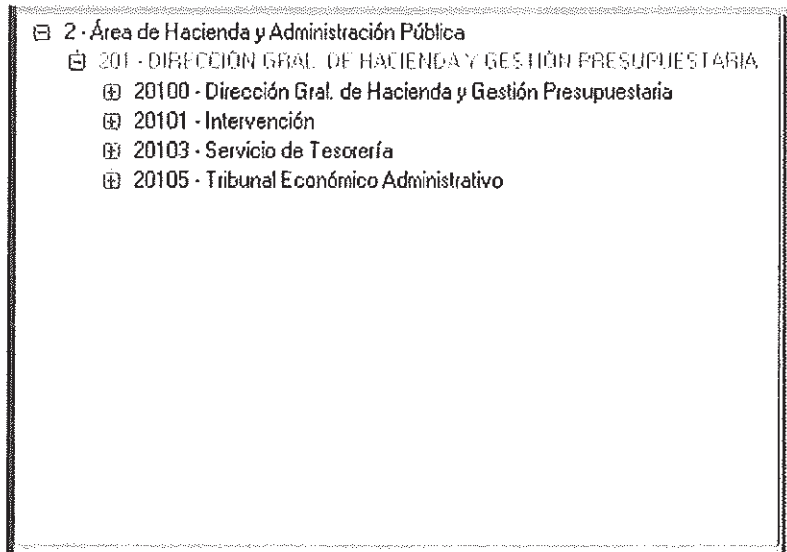 2 - Área de Hacienda y Administración Pública
201 - DIRECCIÓN GRAL. DE HACIENDA Y GESTIÓN PRESUPUESTARIA
20100 - Dirección Gral. de Hacienda y Gestión Presupuestaria
20101 - Intervención
20103 - Servicio de Tesorería
20105 - Tribunal Económico Administrativo